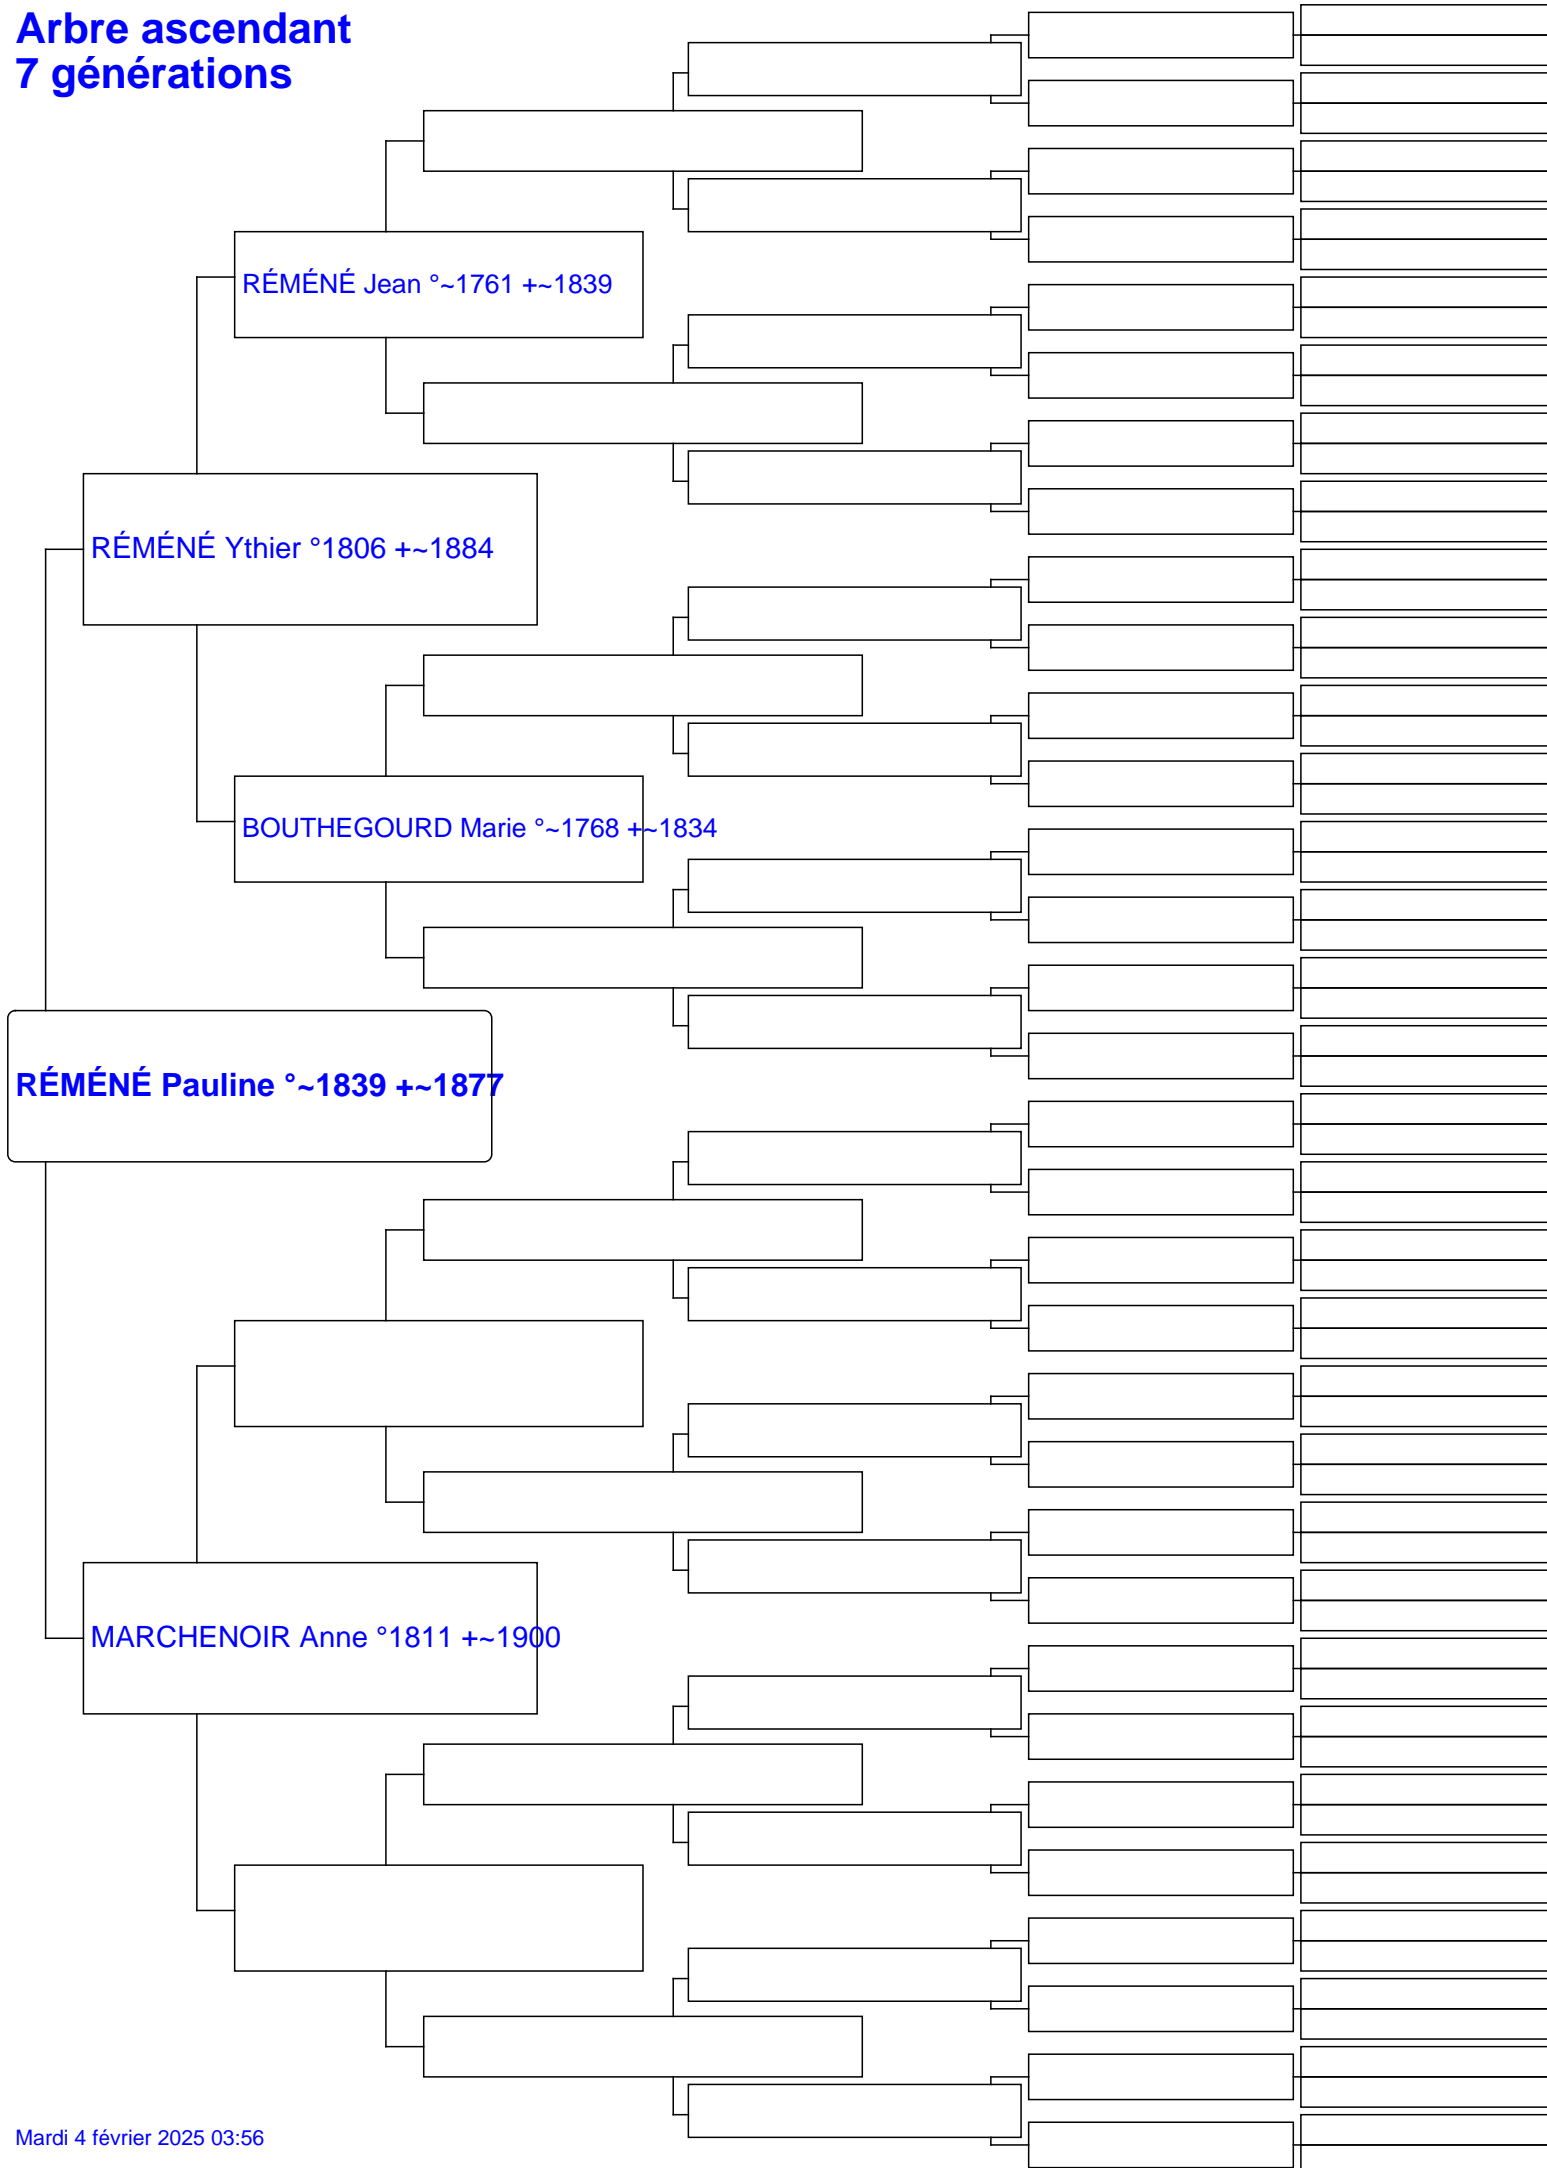 Arbre ascendant
7 générations
RÉMÉNÉ Jean °~1761 +~1839
RÉMÉNÉ Ythier °1806 +~1884
BOUTHEGOURD Marie °~1768 +~1834
RÉMÉNÉ Pauline °~1839 +~1877
MARCHENOIR Anne °1811 +~1900
Mardi 4 février 2025 03:56